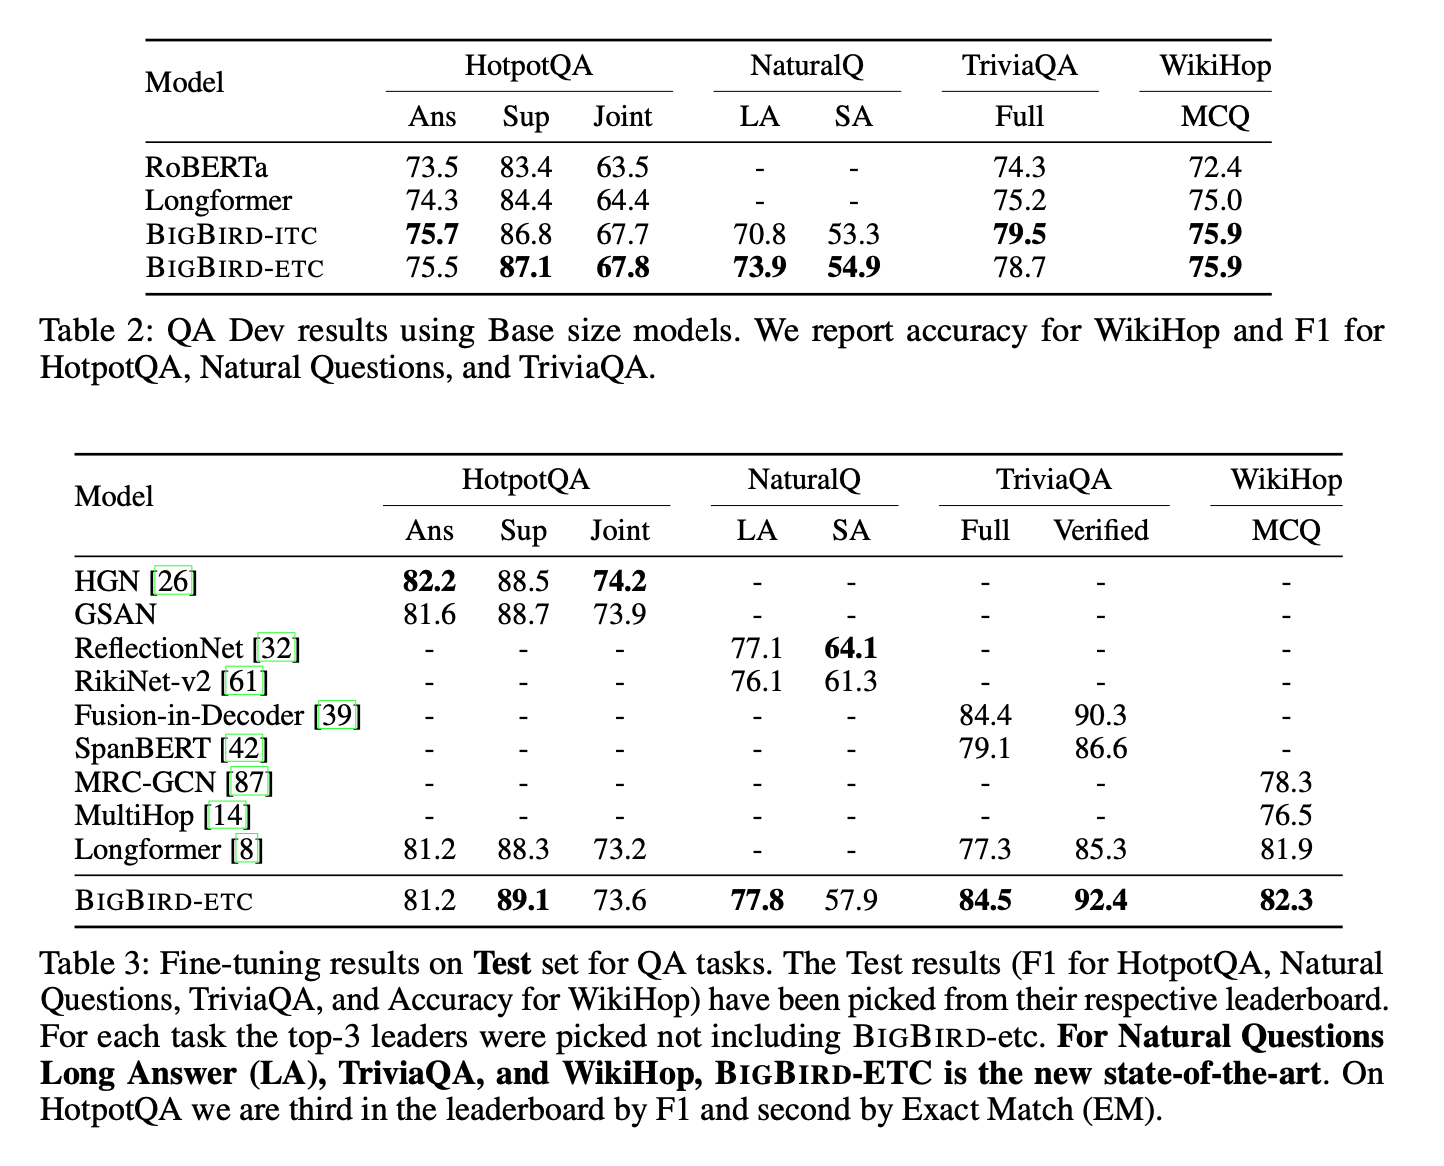 Model HotpotQA NaturalQ TriviaQA WikiHop
Ans Sup Joint LA SA Full MCQ
RoBERTa 73.5 83.4 63.5 - - 74.3 72.4
Longformer 74.3 84.4 64.4 - - 75.2 75.0
BIGBIRD-ITC 75.7 86.8 67.7 70.8 53.3 79.5 75.9
BIGBIRD-ETC 75.5 87.1 67.8 73.9 54.9 78.7 75.9
Table 2: QA Dev results using Base size models. We report accuracy for WikiHop and F1 for
HotpotQA, Natural Questions, and TriviaQA.
Model HotpotQA NaturalQ TriviaQA WikiHop
Ans Sup Joint LA SA Full Verified MCQ
HGN [26] 82.2 88.5 74.2 - - - - -
GSAN 81.6 88.7 73.9 - - - - -
ReflectionNet [32] - - - 77.1 64.1 - - -
RikiNet-v2 [61] - - - 76.1 61.3 - - -
Fusion-in-Decoder [39] - - - - - 84.4 90.3 -
SpanBERT [42] - - - - - 79.1 86.6 -
MRC-GCN [87] - - - - - - - 78.3
MultiHop [14] - - - - - - - 76.5
Longformer [8] 81.2 88.3 73.2 - - 77.3 85.3 81.9
BIGBIRD-ETC 81.2 89.1 73.6 77.8 57.9 84.5 92.4 82.3
Table 3: Fine-tuning results on Test set for QA tasks. The Test results (F1 for HotpotQA, Natural
Questions, TriviaQA, and Accuracy for WikiHop) have been picked from their respective leaderboard.
For each task the top-3 leaders were picked not including BIGBIRD-etc. For Natural Questions
Long Answer (LA), TriviaQA, and WikiHop, BIGBIRD-ETC is the new state-of-the-art. On
HotpotQA we are third in the leaderboard by F1 and second by Exact Match (EM).